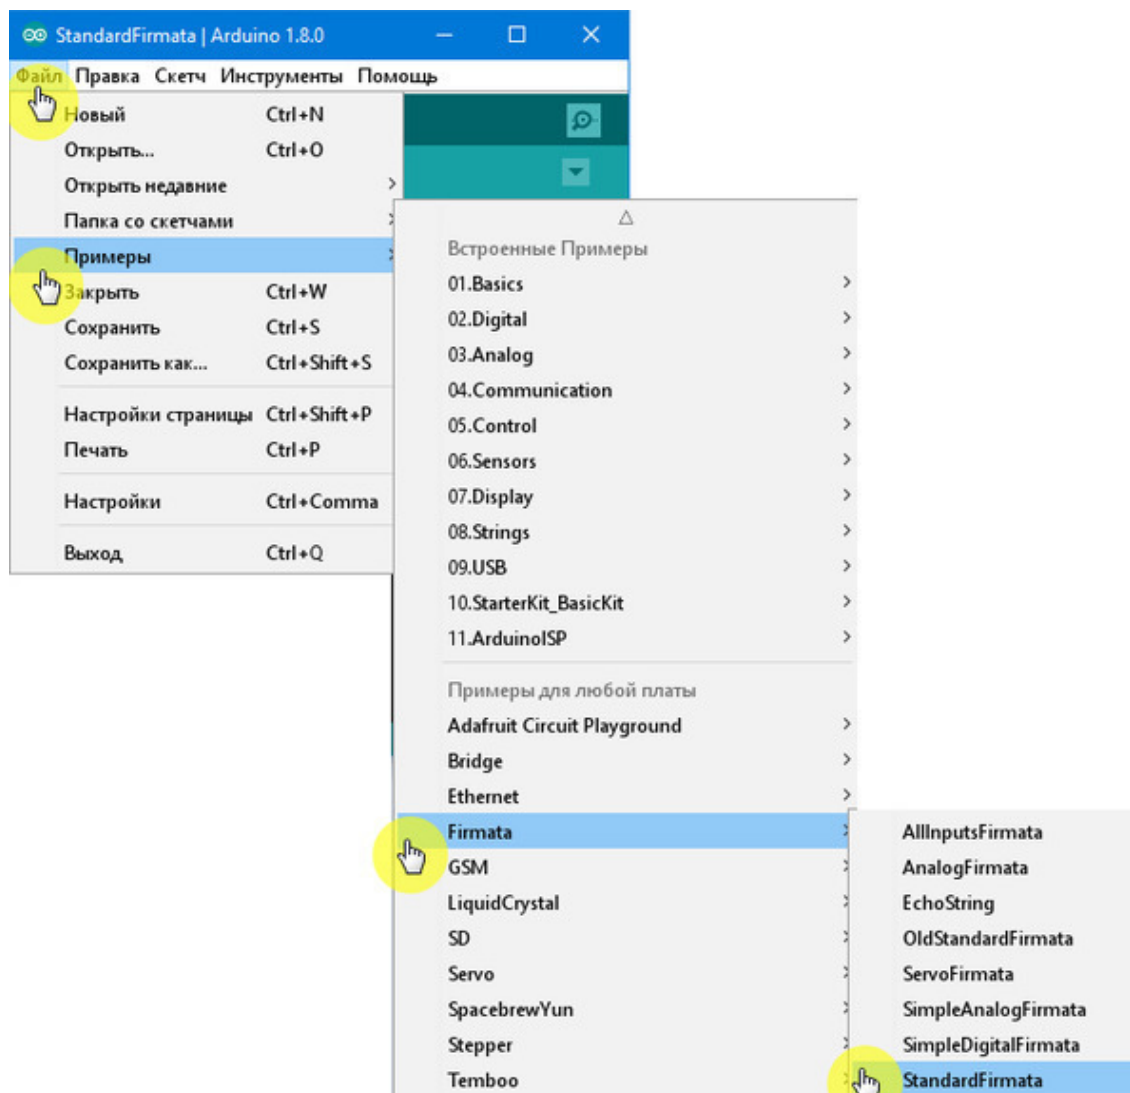 StandardFirmata | Arduino 1.8.0
Файл Правка Скетч Инструменты Помощь
Новый Ctrl+N
Открыть... Ctrl+O
Открыть недавние
Папка со скетчами
Примеры
Закрыть Ctrl+W
Сохранить Ctrl+S
Сохранить как... Ctrl+Shift+S
Настройки страницы Ctrl+Shift+P
Печать Ctrl+P
Настройки Ctrl+Comma
Выход Ctrl+Q
Встроенные Примеры
01.Basics
02.Digital
03.Analog
04.Communication
05.Control
06.Sensors
07.Display
08.Strings
09.USB
10.StarterKit_BasicKit
11.ArduinoISP
Примеры для любой платы
Adafruit Circuit Playground
Bridge
Ethernet
Firmata
GSM
LiquidCrystal
SD
Servo
SpacebrewYun
Stepper
Temboo
AllInputsFirmata
AnalogFirmata
EchoString
OldStandardFirmata
ServoFirmata
SimpleAnalogFirmata
SimpleDigitalFirmata
StandardFirmata